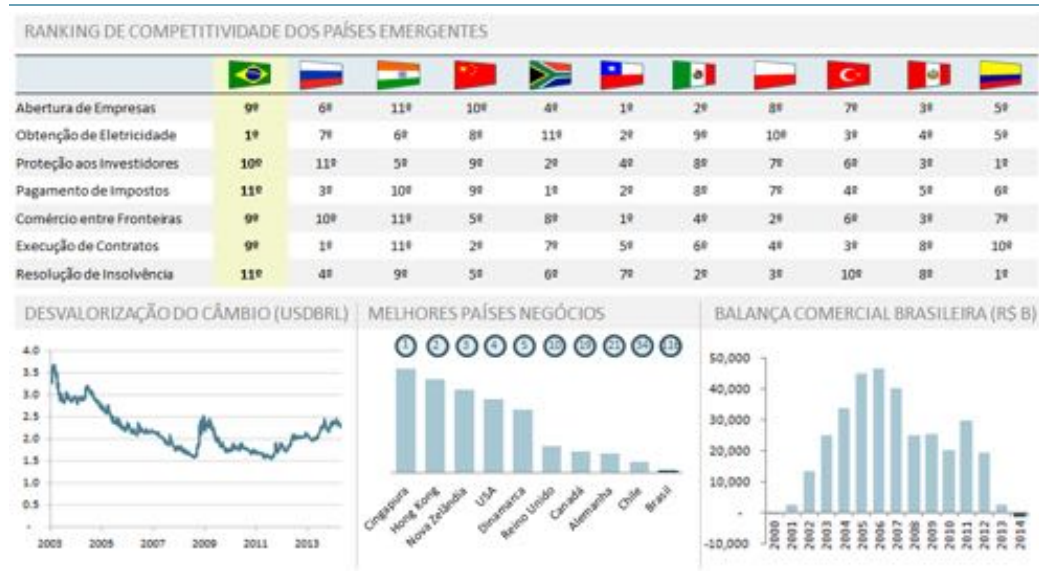 RANKING DE COMPETITIVIDADE DOS PAÍSES EMERGENTES
Abertura de Empresas 9º 6º 11º 10º 4º 1º 2º 8º 7º 3º 5º
Obtenção de Eletricidade 1º 7º 6º 8º 11º 2º 9º 10º 3º 4º 5º
Proteção aos Investidores 10º 11º 5º 9º 2º 4º 8º 7º 6º 3º 1º
Pagamento de Impostos 11º 3º 10º 9º 1º 2º 8º 7º 4º 5º 6º
Comércio entre Fronteiras 9º 10º 11º 5º 8º 1º 4º 2º 6º 3º 7º
Execução de Contratos 9º 1º 11º 2º 7º 5º 6º 4º 3º 8º 10º
Resolução de Insolvência 11º 4º 9º 5º 6º 7º 2º 3º 10º 8º 1º
DESVALORIZAÇÃO DO CÂMBIO (USDBRL)
4.0
3.5
3.0
2.5
2.0
1.5
1.0
0.5
-
2003 2005 2007 2009 2011 2013
MELHORES PAÍSES NEGÓCIOS
1 2 3 4 5 10 19 21 34 116
Cingapura Hong Kong Nova Zelândia USA Dinamarca Reino Unido Canadá Alemanha Chile Brasil
BALANÇA COMERCIAL BRASILEIRA (R$ B)
50,000
40,000
30,000
20,000
10,000
-
-10,000
2000 2001 2002 2003 2004 2005 2006 2007 2008 2009 2010 2011 2012 2013 2014